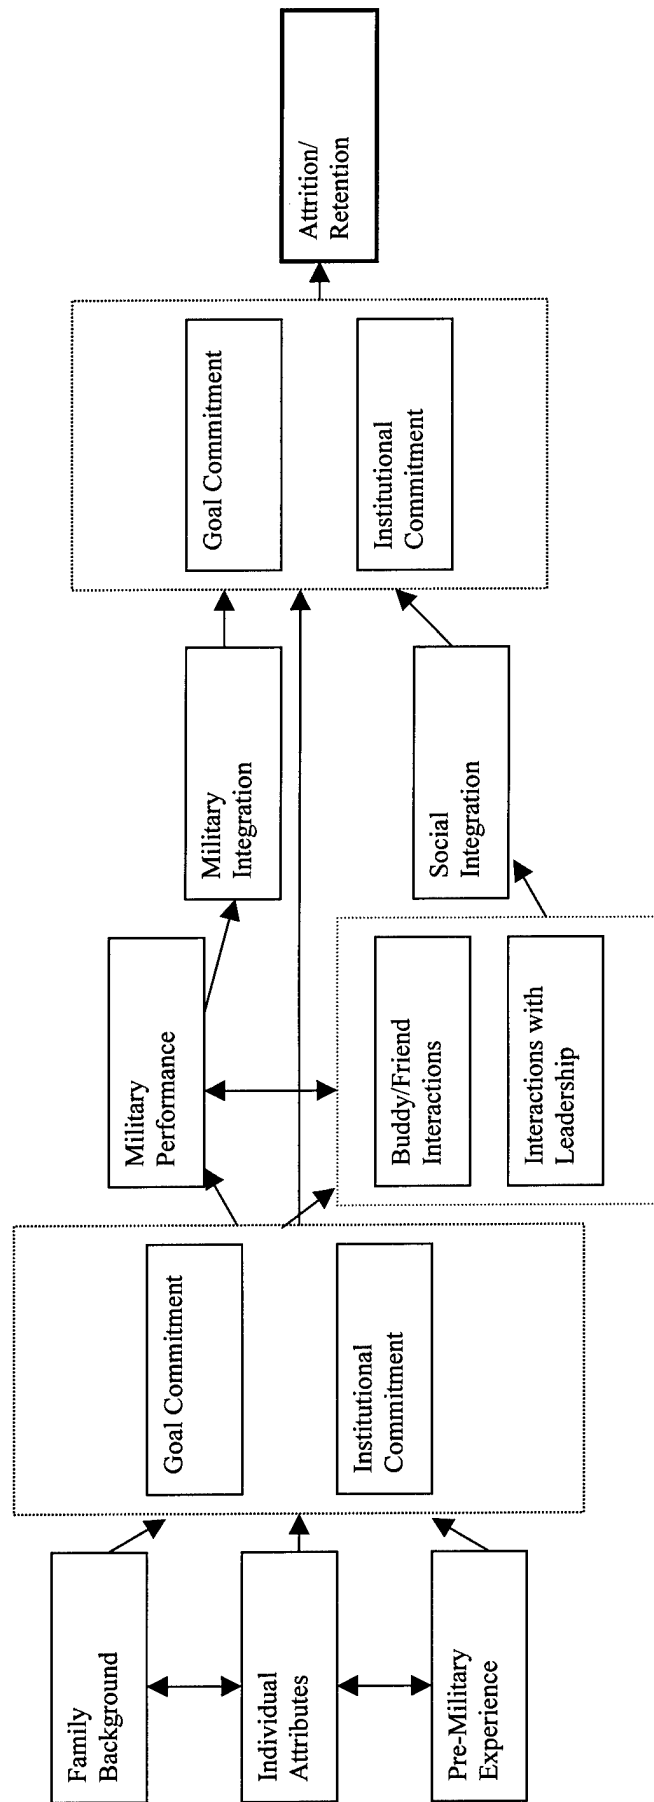 Family
Background
Individual
Attributes
Pre-Military
Experience
Goal Commitment
Institutional
Commitment
Military
Performance
Buddy/Friend
Interactions
Interactions with
Leadership
Military
Integration
Social
Integration
Goal Commitment
Institutional
Commitment
Attrition/
Retention